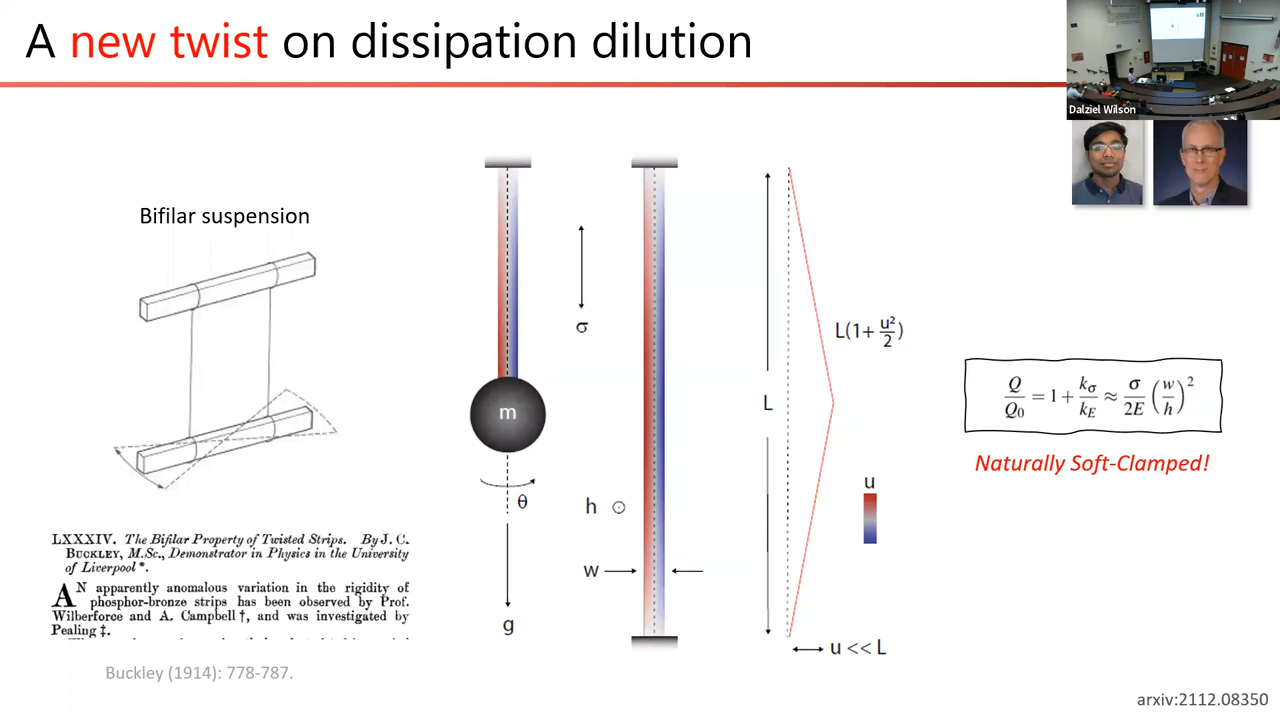 A new twist on dissipation dilution
Dalziel Wilson
Bifilar suspension
σ
m
θ
g
h
w
L
L(1+ u²/2)
u
u << L
Q/Q₀ = 1 + k_σ/k_E ≈ σ/2E (w/h)²
Naturally Soft-Clamped!
LXXXIV. The Bifilar Property of Twisted Strips. By J. C.
BUCKLEY, M.Sc., Demonstrator in Physics in the University
of Liverpool *.
AN apparently anomalous variation in the rigidity of
phosphor-bronze strips has been observed by Prof.
Wilberforce and A. Campbell †, and was investigated by
Pealing ‡.
Buckley (1914): 778-787.
arxiv:2112.08350